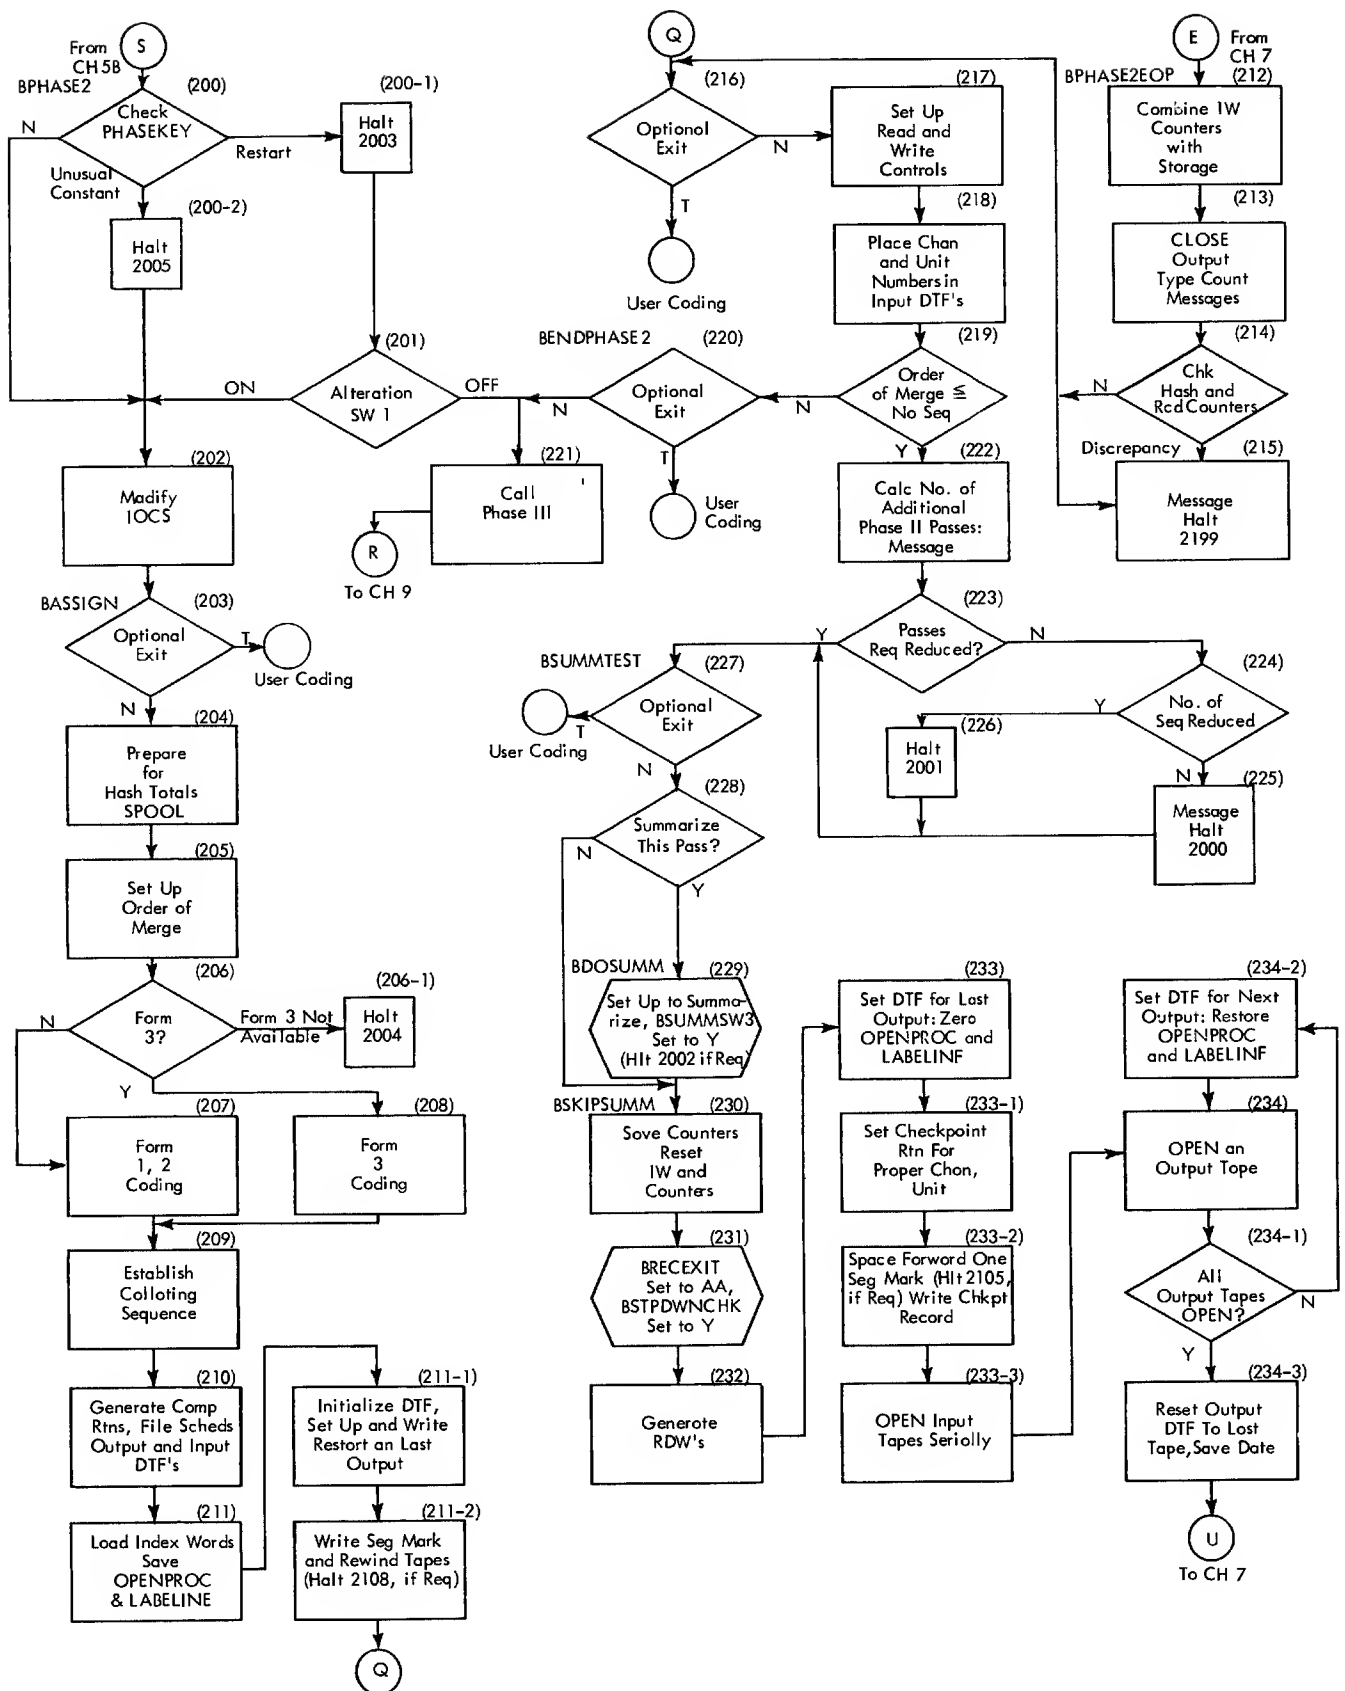 From
CH 5B
S
BPHASE2
(200)
Check
PHASEKEY
N
Restart
Unusual
Constant
(200-1)
Halt
2003
(200-2)
Halt
2005
(201)
Alteration
SW 1
ON
OFF
(202)
Madify
IOCS
BASSIGN
(203)
Optional
Exit
T
User Coding
N
(204)
Prepare
for
Hash Totals
SPOOL
(205)
Set Up
Order of
Merge
(206)
Form
3?
N
Form 3 Not
Available
Y
(206-1)
Holt
2004
(207)
Form
1, 2
Coding
(208)
Form
3
Coding
(209)
Establish
Colloting
Sequence
(210)
Generate Comp
Rtns, File Scheds
Output and Input
DTF's
(211)
Load Index Words
Save
OPENPROC
& LABELINE
(211-1)
Initialize DTF,
Set Up and Write
Restort an Last
Output
(211-2)
Write Seg Mark
and Rewind Tapes
(Halt 2108, if Req)
Q
Q
(216)
Optional
Exit
N
T
User Coding
(217)
Set Up
Read and
Write
Controls
(218)
Place Chan
and Unit
Numbers in
Input DTF's
(219)
Order
of Merge ≦
No Seq
N
Y
BENDPHASE2
(220)
Optional
Exit
N
T
User
Coding
(221)
Call
Phase III
R
To CH 9
(222)
Calc No. of
Additional
Phase II Passes:
Message
(223)
Passes
Req Reduced?
Y
N
(224)
No. of
Seq Reduced
Y
N
(225)
Message
Halt
2000
(226)
Halt
2001
BSUMMTEST
(227)
Optional
Exit
T
User Coding
N
(228)
Summarize
This Pass?
N
Y
BDOSUMM
(229)
Set Up to Summa-
rize, BSUMMSW3
Set to Y
(Hlt 2002 if Req)
BSKIPSUMM
(230)
Sove Counters
Reset
IW and
Counters
(231)
BRECEXIT
Set to AA,
BSTPDWNCHK
Set to Y
(232)
Generate
RDW's
(233)
Set DTF for Last
Output: Zero
OPENPROC and
LABELINF
(233-1)
Set Checkpoint
Rtn For
Proper Chon,
Unit
(233-2)
Space Forward One
Seg Mark (Hlt 2105,
if Req) Write Chkpt
Record
(233-3)
OPEN Input
Tapes Seriolly
E
From
CH 7
BPHASE2EOP
(212)
Combine IW
Counters
with
Storage
(213)
CLOSE
Output
Type Count
Messages
(214)
Chk
Hash and
Rcd Counters
N
Discrepancy
(215)
Message
Halt
2199
(234-2)
Set DTF for Next
Output: Restore
OPENPROC
and LABELINF
(234)
OPEN an
Output Tope
(234-1)
All
Output Tapes
OPEN?
N
Y
(234-3)
Reset Output
DTF To Lost
Tape, Save Date
U
To CH 7